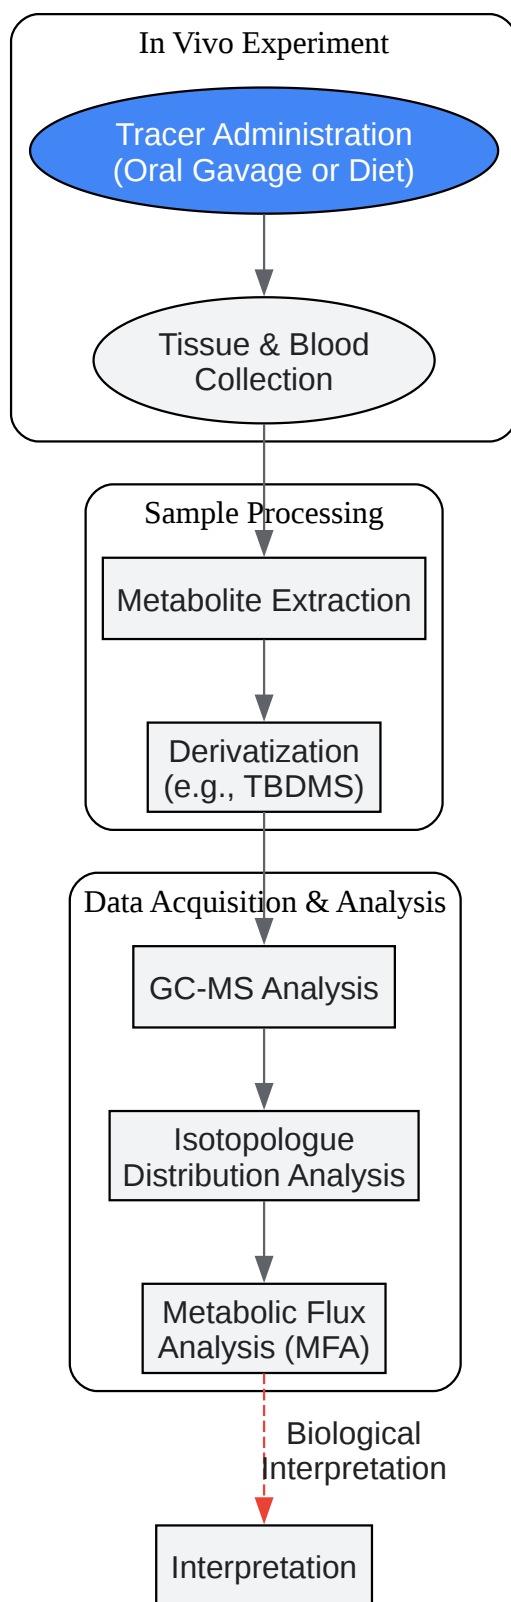 In Vivo Experiment
Tracer Administration
(Oral Gavage or Diet)
Tissue & Blood
Collection
Sample Processing
Metabolite Extraction
Derivatization
(e.g., TBDMS)
Data Acquisition & Analysis
GC-MS Analysis
Isotopologue
Distribution Analysis
Metabolic Flux
Analysis (MFA)
Biological
Interpretation
Interpretation